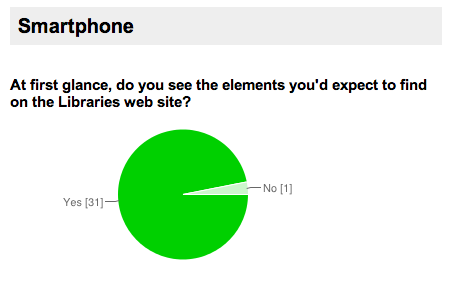 Smartphone
At first glance, do you see the elements you'd expect to find
on the Libraries web site?
No [1]
Yes [31]